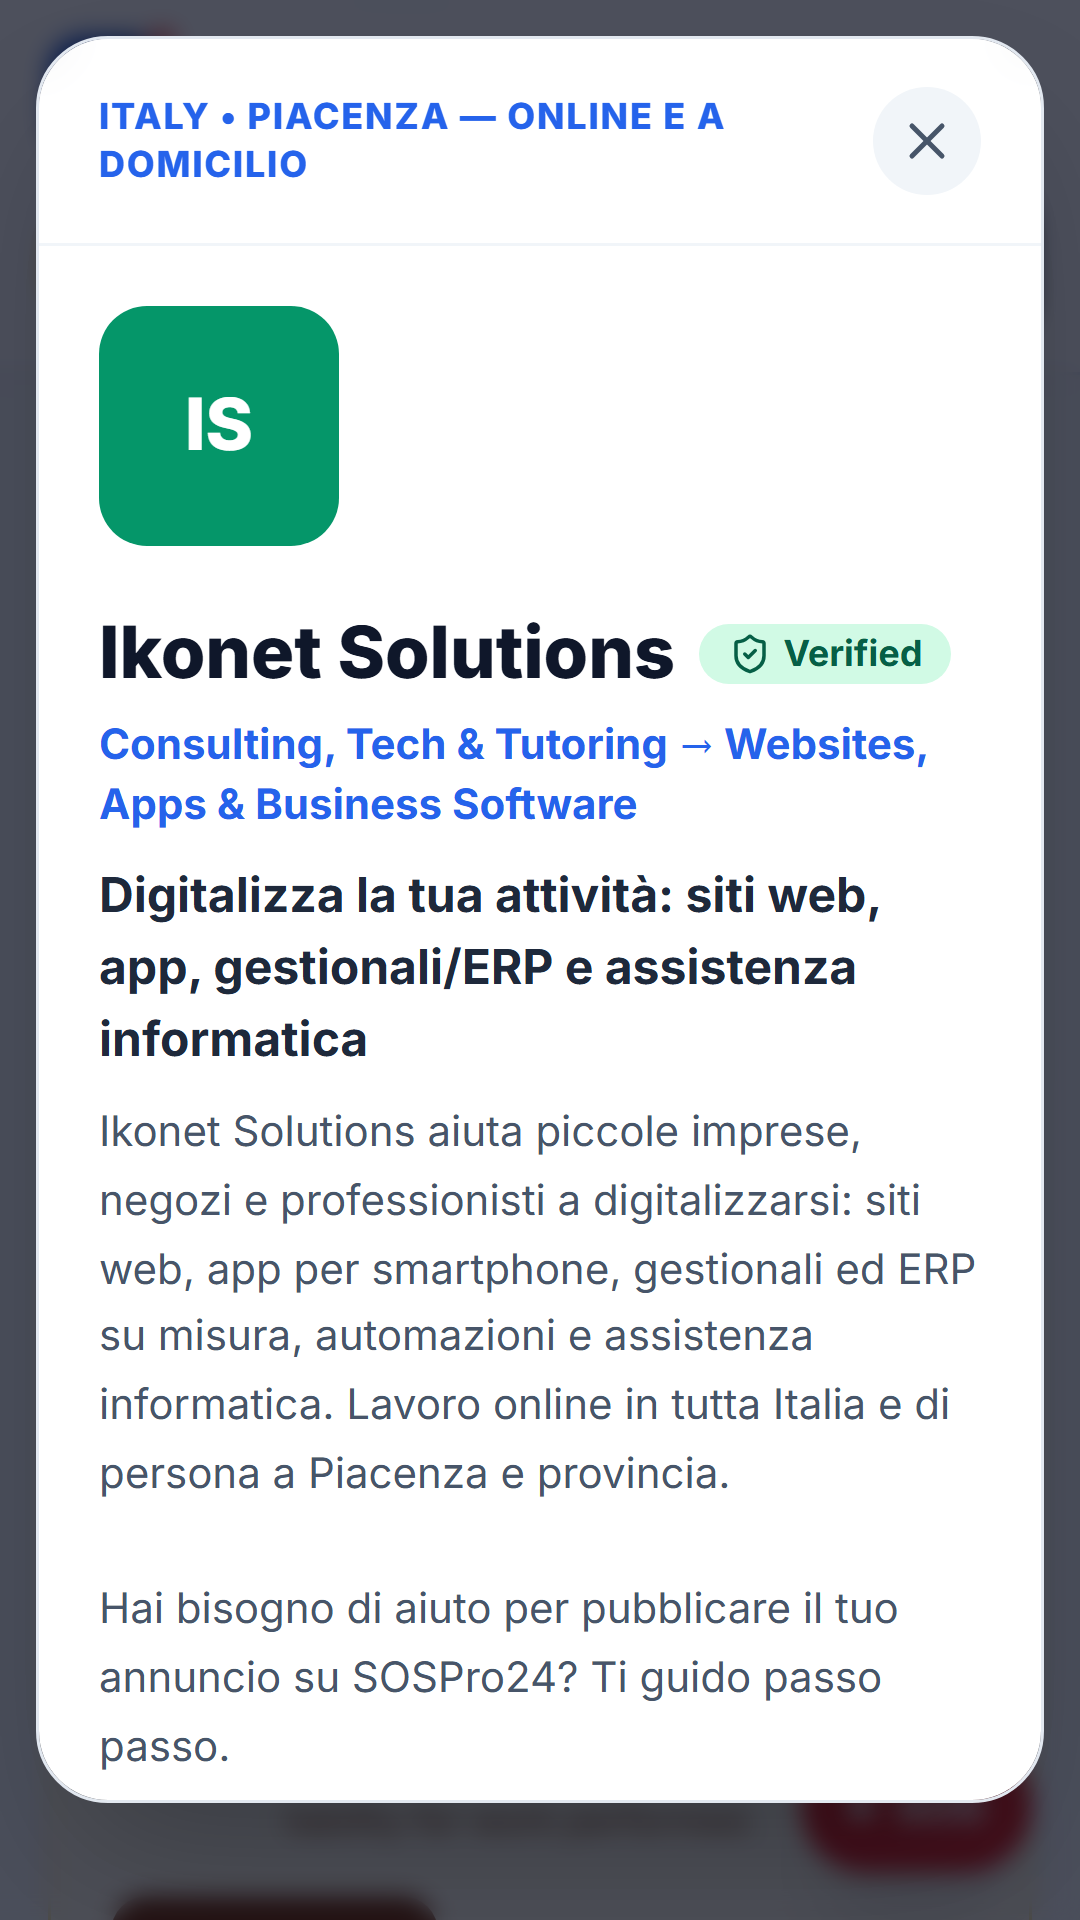 ITALY • PIACENZA — ONLINE E A
DOMICILIO
IS
Ikonet Solutions
Verified
Consulting, Tech & Tutoring → Websites,
Apps & Business Software
Digitalizza la tua attività: siti web,
app, gestionali/ERP e assistenza
informatica
Ikonet Solutions aiuta piccole imprese,
negozi e professionisti a digitalizzarsi: siti
web, app per smartphone, gestionali ed ERP
su misura, automazioni e assistenza
informatica. Lavoro online in tutta Italia e di
persona a Piacenza e provincia.
Hai bisogno di aiuto per pubblicare il tuo
annuncio su SOSPro24? Ti guido passo
passo.